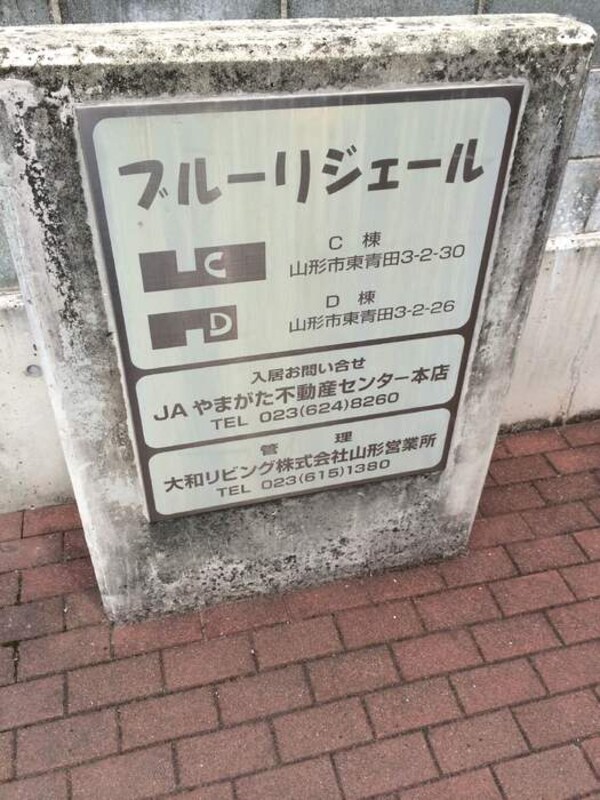 ブルーリジェール
C
C 棟
山形市東青田3-2-30
D
D 棟
山形市東青田3-2-26
入居お問い合せ
JAやまがた不動産センター本店
TEL 023(624)8260
管 理
大和リビング株式会社山形営業所
TEL 023(615)1380